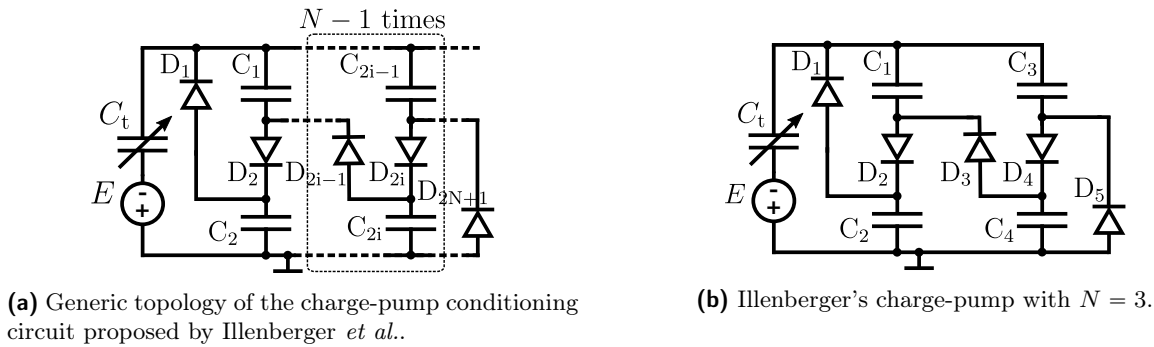 N − 1 times
D1
C1
C2i−1
Ct
D2
D2i−1
D2i
D2N+1
E
-
+
C2
C2i
(a) Generic topology of the charge-pump conditioning
circuit proposed by Illenberger et al..
D1
C1
C3
Ct
D2
D3
D4
D5
E
-
+
C2
C4
(b) Illenberger's charge-pump with N = 3.